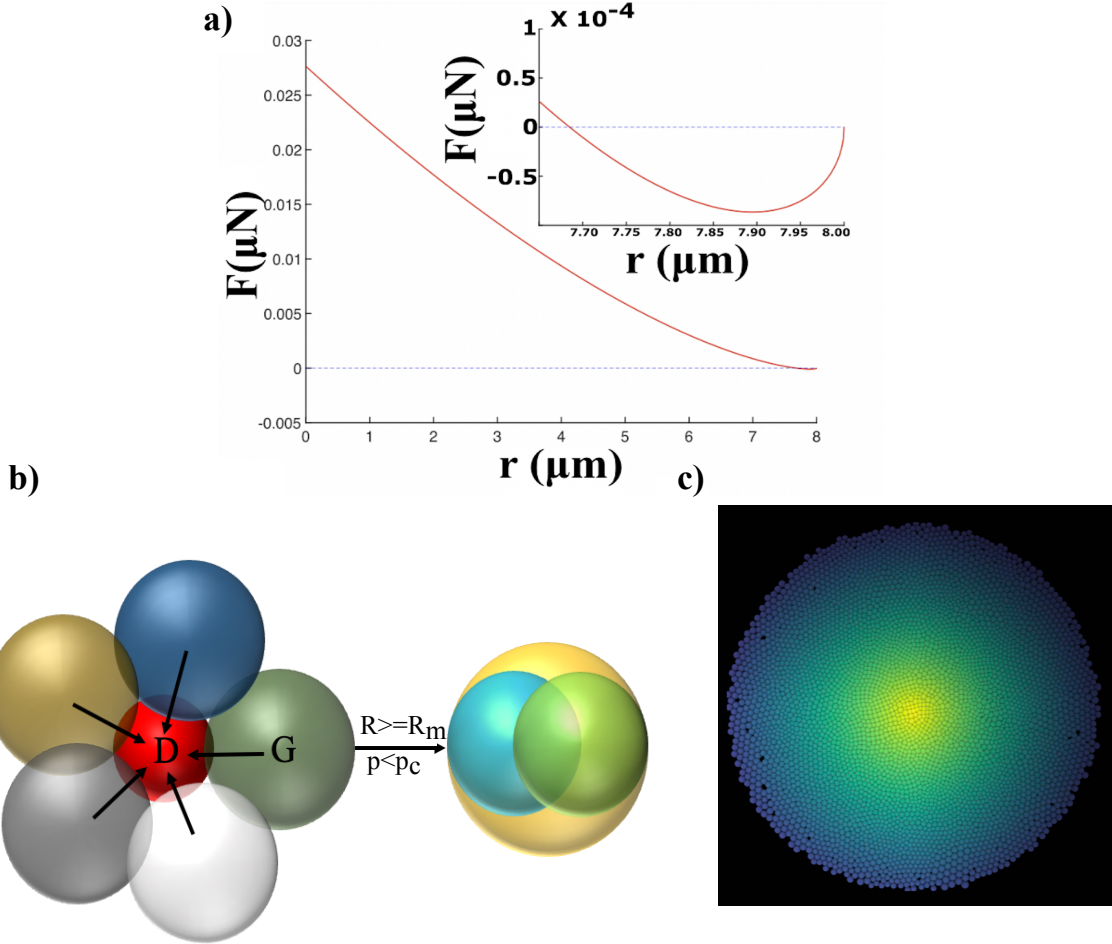 a)
F(μN)
0.03
0.025
0.02
0.015
0.01
0.005
0
-0.005
0 1 2 3 4 5 6 7 8
r (μm)
X 10⁻⁴
F(μN)
1
0.5
0
-0.5
7.70 7.75 7.80 7.85 7.90 7.95 8.00
r (μm)
b)
D
G
R>=Rₘ
p<p_c
c)